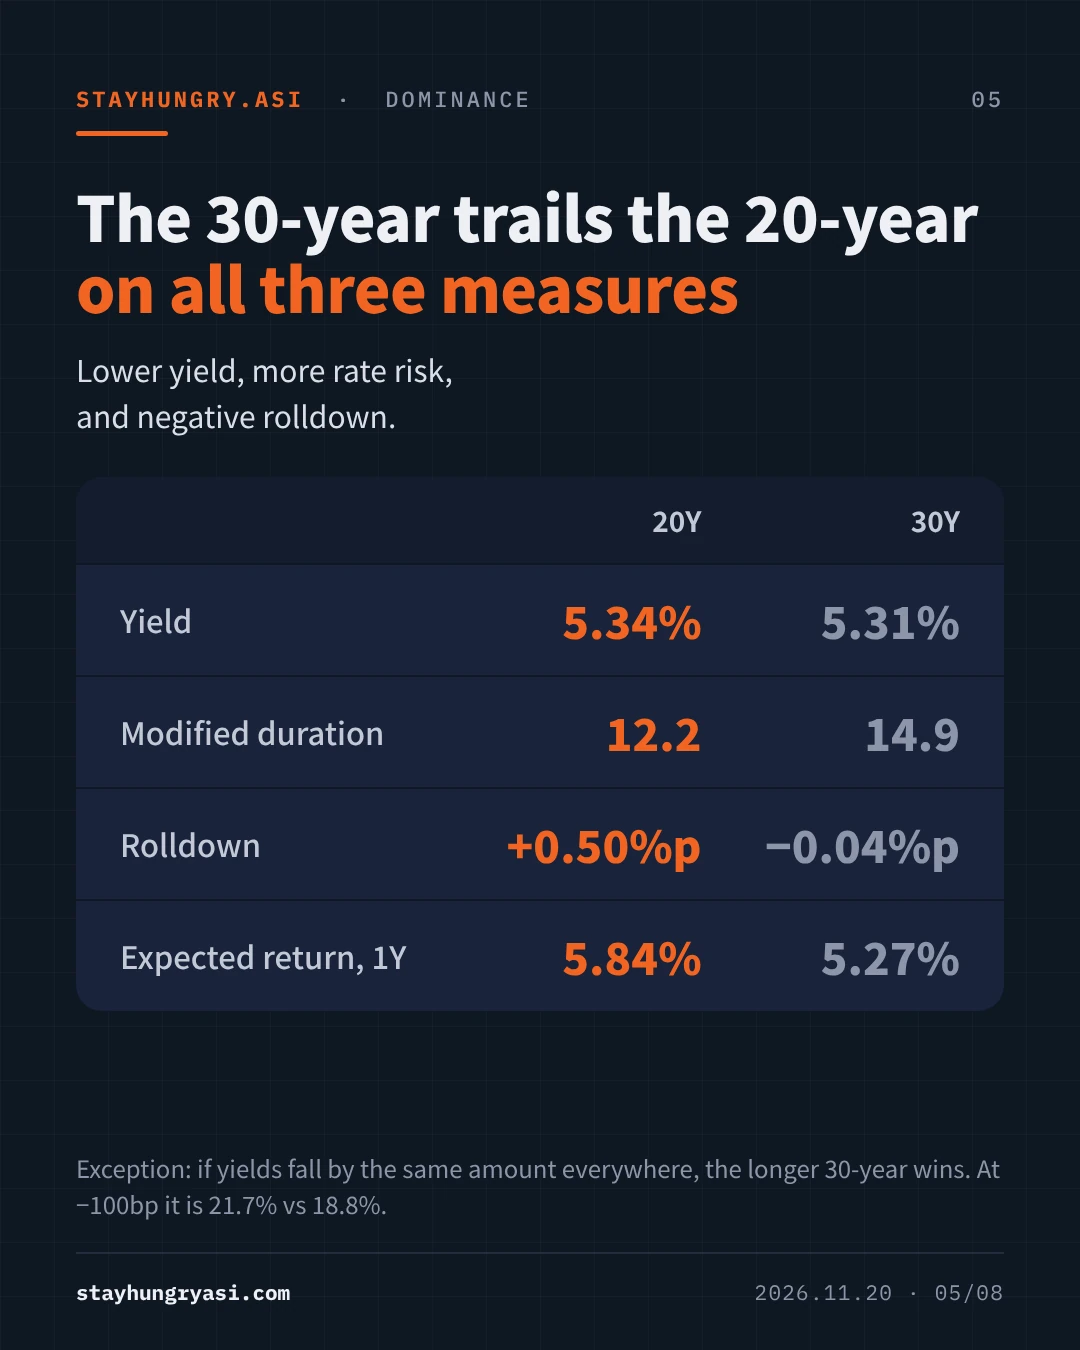 STAYHUNGRY.ASI · DOMINANCE 05
The 30-year trails the 20-year
on all three measures
Lower yield, more rate risk,
and negative rolldown.
20Y 30Y
Yield 5.34% 5.31%
Modified duration 12.2 14.9
Rolldown +0.50%p −0.04%p
Expected return, 1Y 5.84% 5.27%
Exception: if yields fall by the same amount everywhere, the longer 30-year wins. At
−100bp it is 21.7% vs 18.8%.
stayhungryasi.com 2026.11.20 · 05/08